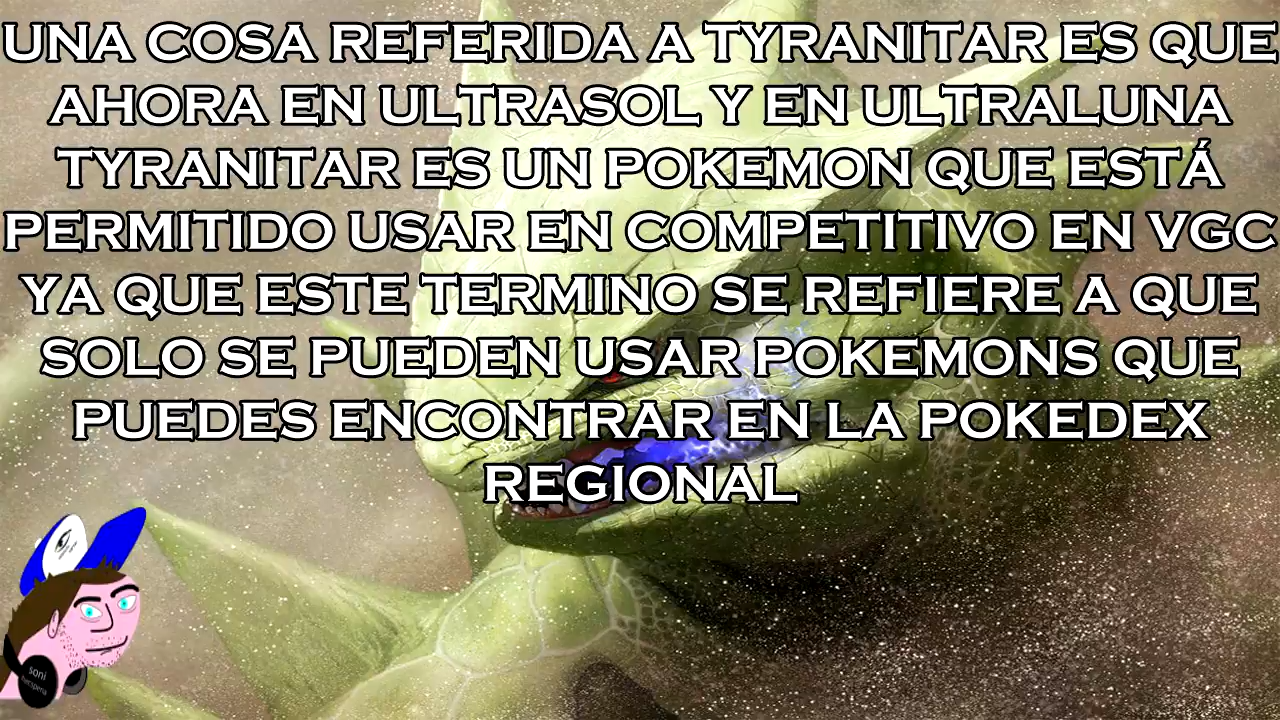 UNA COSA REFERIDA A TYRANITAR ES QUE
AHORA EN ULTRASOL Y EN ULTRALUNA
TYRANITAR ES UN POKEMON QUE ESTÁ
PERMITIDO USAR EN COMPETITIVO EN VGC
YA QUE ESTE TERMINO SE REFIERE A QUE
SOLO SE PUEDEN USAR POKEMONS QUE
PUEDES ENCONTRAR EN LA POKEDEX
REGIONAL
soni